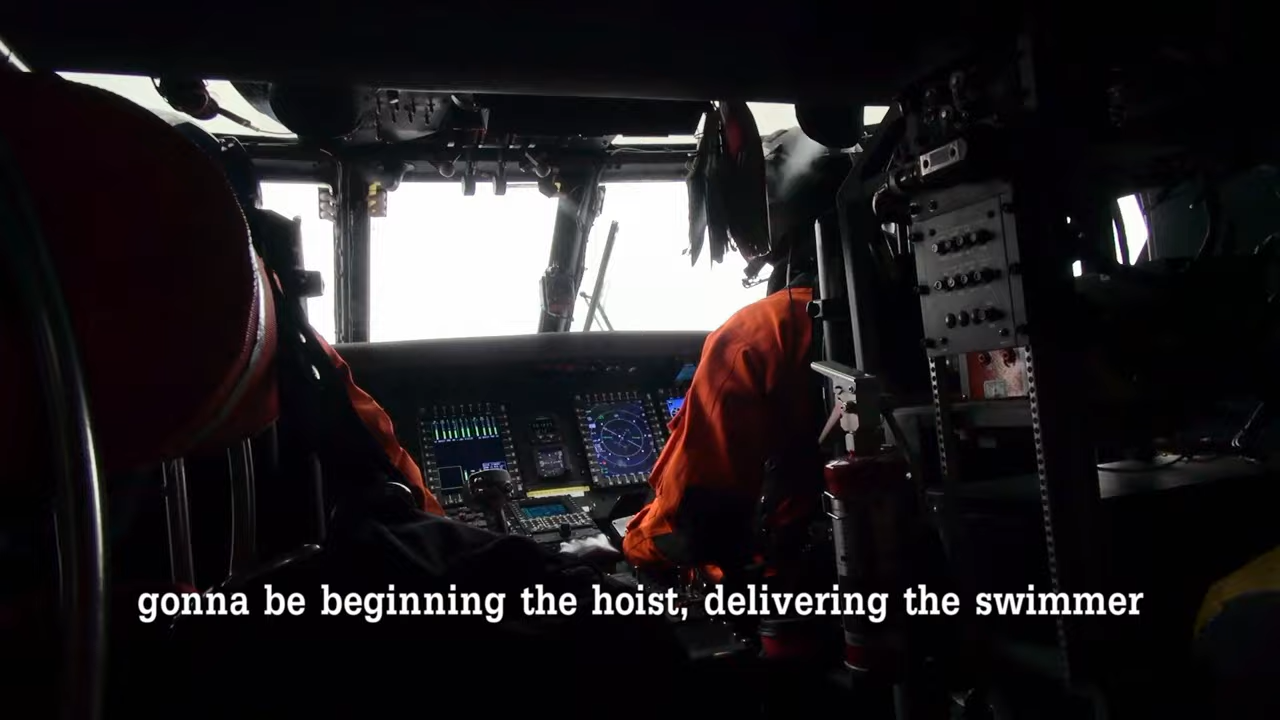 gonna be beginning the hoist, delivering the swimmer